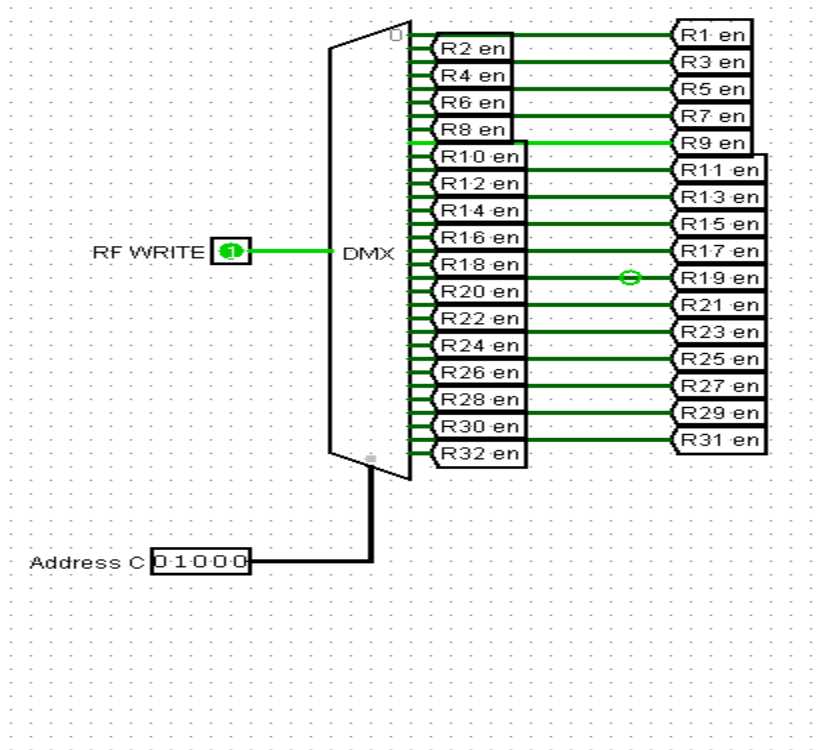 0
R1 en
R2 en
R3 en
R4 en
R5 en
R6 en
R7 en
R8 en
R9 en
R10 en
R11 en
R12 en
R13 en
R14 en
R15 en
R16 en
R17 en
RF WRITE 1
DMX
R18 en
R19 en
R20 en
R21 en
R22 en
R23 en
R24 en
R25 en
R26 en
R27 en
R28 en
R29 en
R30 en
R31 en
R32 en
Address C 01000